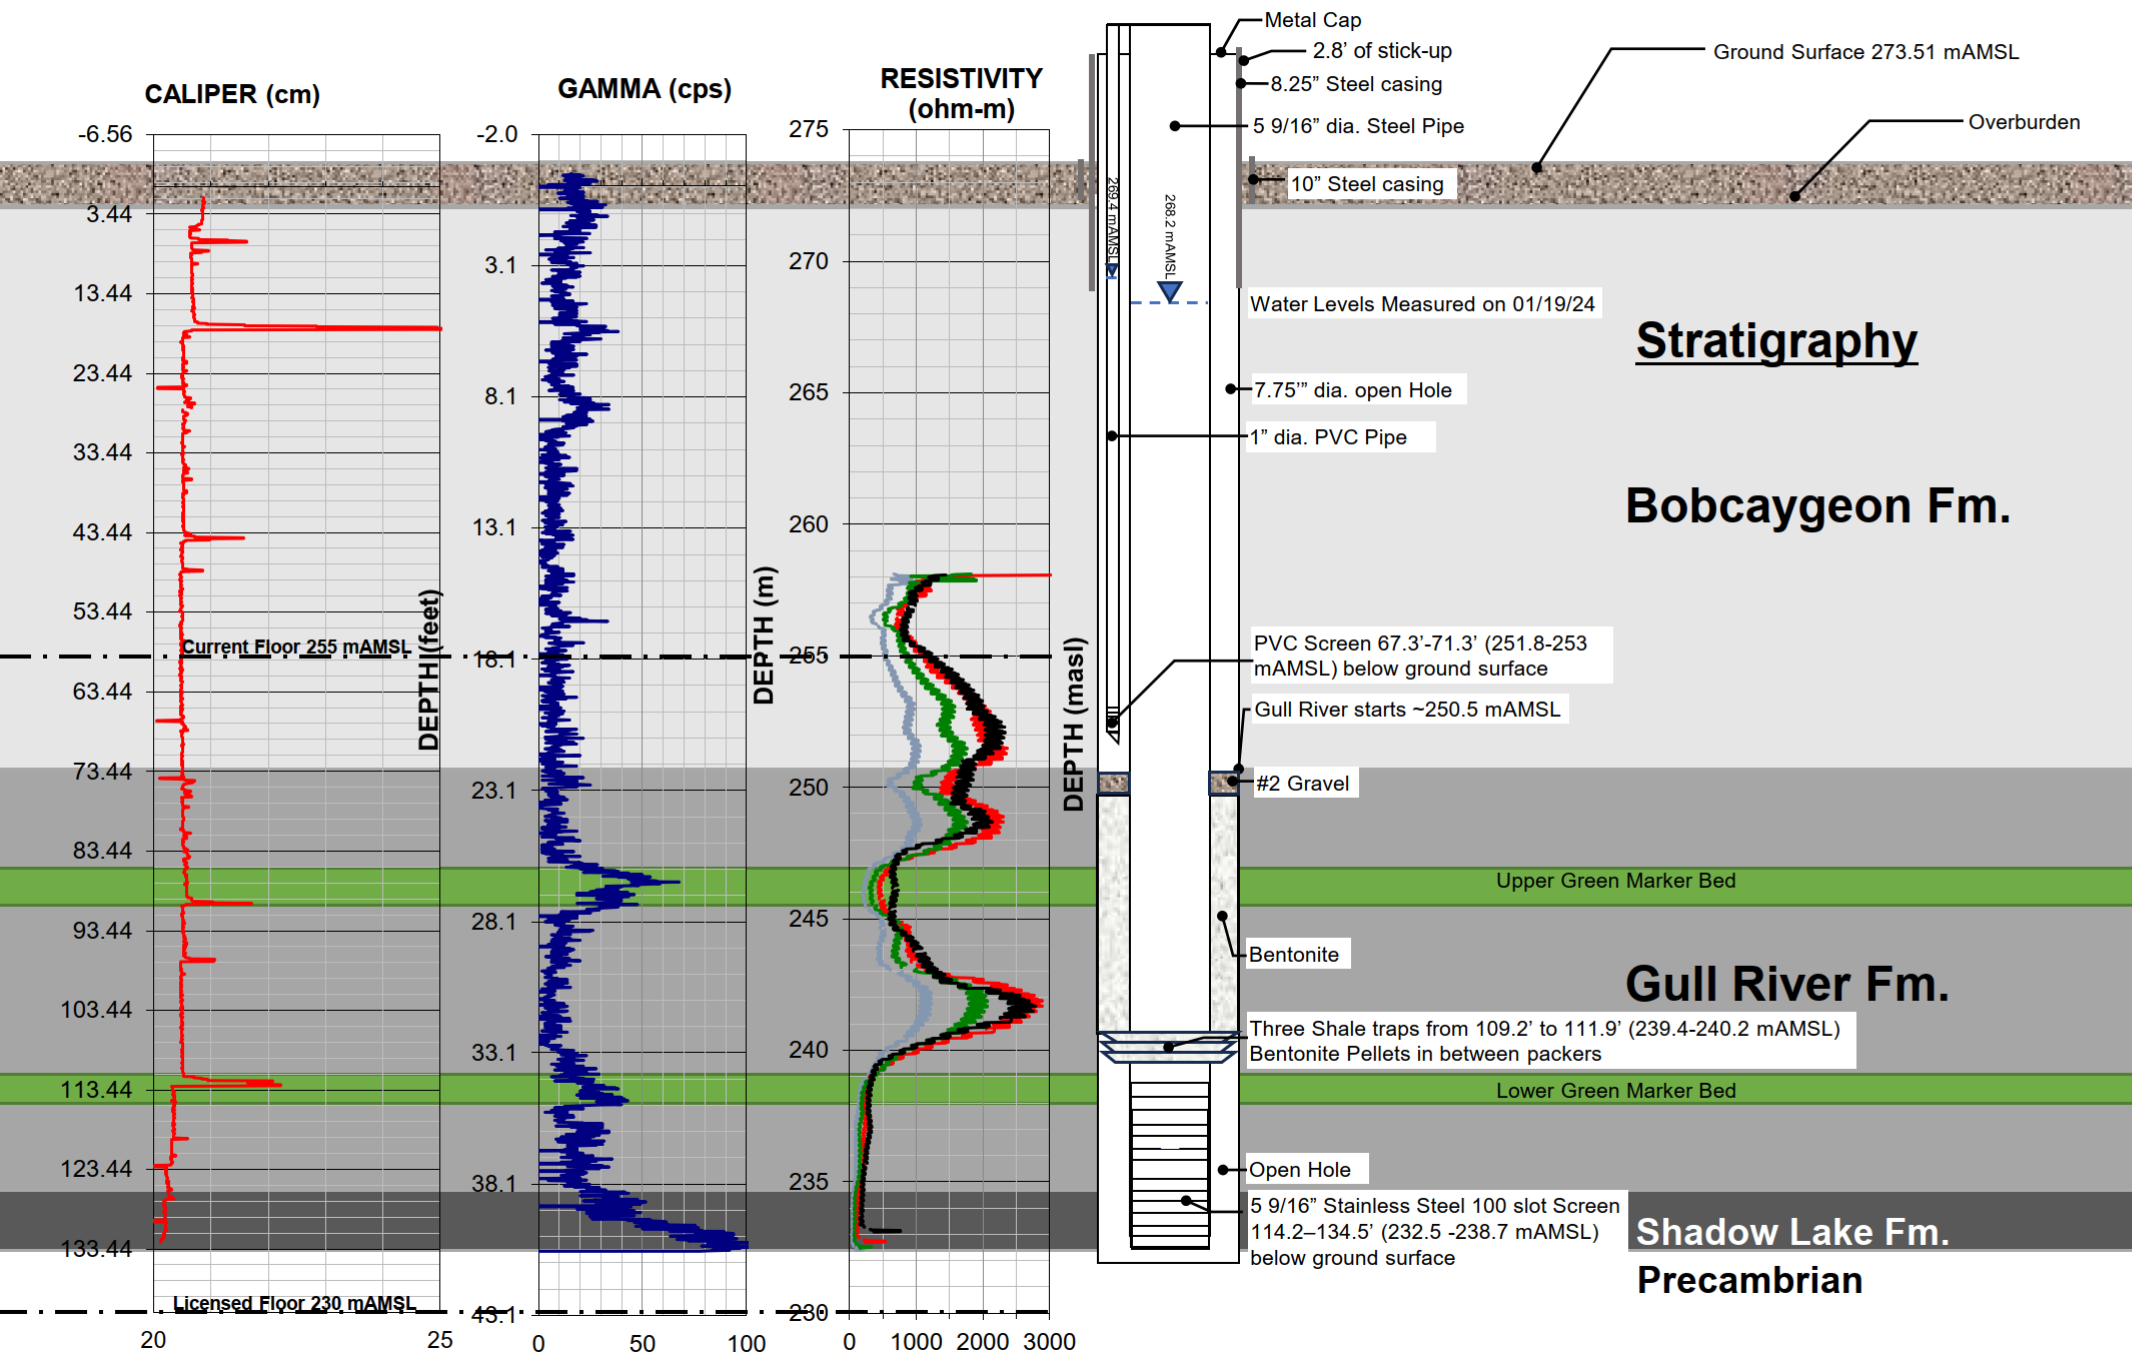 CALIPER (cm)
-6.56
3.44
13.44
23.44
33.44
43.44
53.44
63.44
73.44
83.44
93.44
103.44
113.44
123.44
133.44
20
25
DEPTH (feet)
Current Floor 255 mAMSL
Licensed Floor 230 mAMSL
GAMMA (cps)
-2.0
3.1
8.1
13.1
18.1
23.1
28.1
33.1
38.1
43.1
0
50
100
DEPTH (m)
RESISTIVITY
(ohm-m)
275
270
265
260
255
250
245
240
235
230
0
1000
2000
3000
DEPTH (masl)
269.4 mAMSL
268.2 mAMSL
Metal Cap
2.8’ of stick-up
8.25” Steel casing
5 9/16” dia. Steel Pipe
10” Steel casing
Ground Surface 273.51 mAMSL
Overburden
Water Levels Measured on 01/19/24
7.75’” dia. open Hole
1” dia. PVC Pipe
PVC Screen 67.3’-71.3’ (251.8-253
mAMSL) below ground surface
Gull River starts ~250.5 mAMSL
#2 Gravel
Bentonite
Three Shale traps from 109.2’ to 111.9’ (239.4-240.2 mAMSL)
Bentonite Pellets in between packers
Open Hole
5 9/16” Stainless Steel 100 slot Screen
114.2–134.5’ (232.5 -238.7 mAMSL)
below ground surface
Stratigraphy
Bobcaygeon Fm.
Upper Green Marker Bed
Gull River Fm.
Lower Green Marker Bed
Shadow Lake Fm.
Precambrian